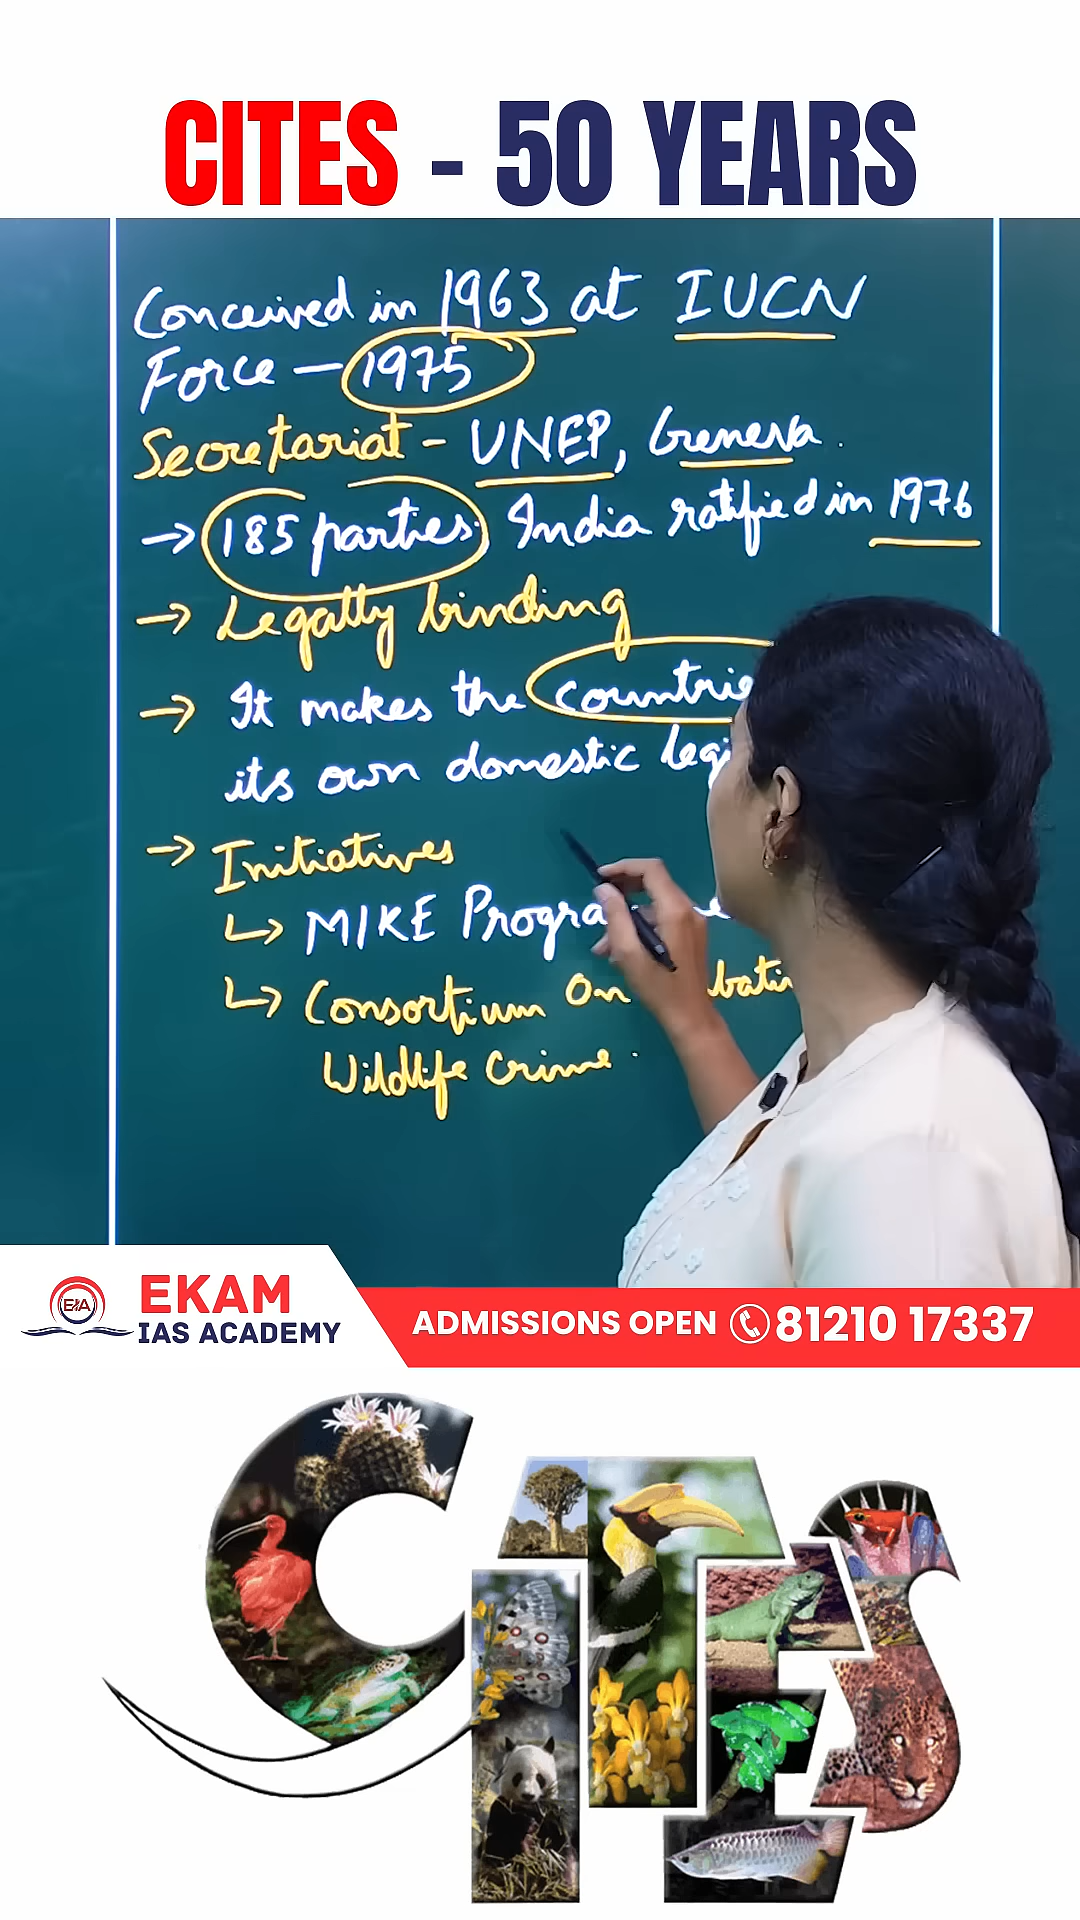 CITES - 50 YEARS
Conceived in 1963 at IUCN
Force - 1975
Secretariat - UNEP, Geneva.
→ 185 parties. India ratified in 1976
→ Legally binding
→ It makes the
its own domestic
→ Initiatives
↳ MIKE
↳ Consortium On
Wildlife Crime.
EIA
EKAM
IAS ACADEMY
ADMISSIONS OPEN 81210 17337
CITES